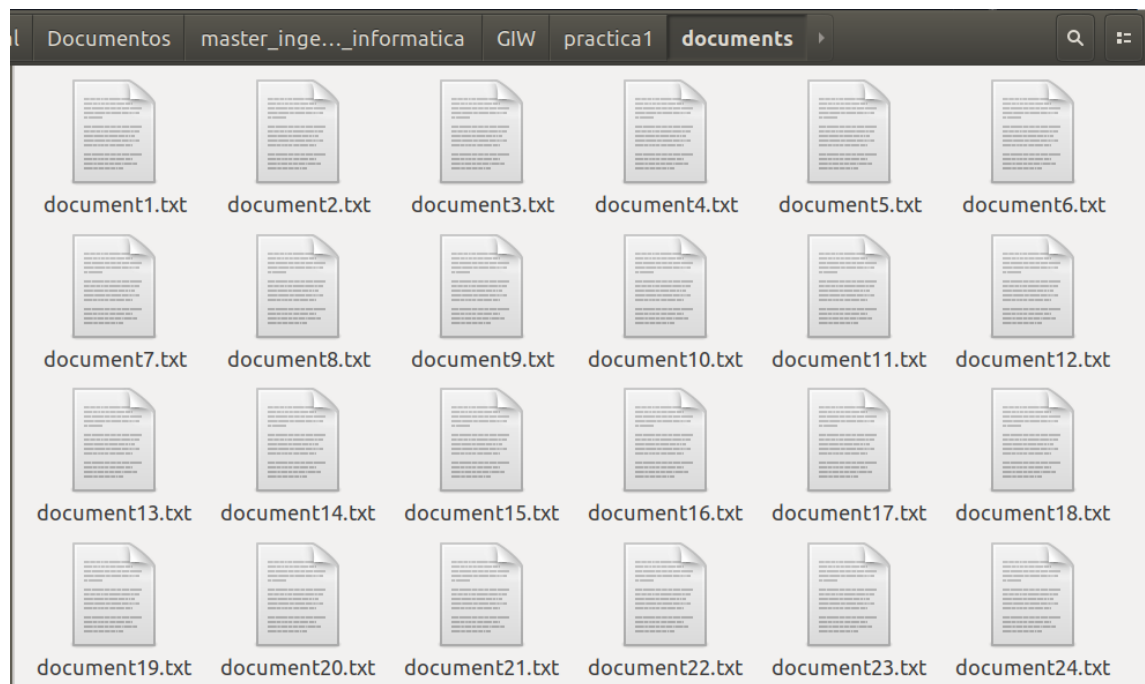 al Documentos master_inge..._informatica GIW practica1 documents
document1.txt document2.txt document3.txt document4.txt document5.txt document6.txt
document7.txt document8.txt document9.txt document10.txt document11.txt document12.txt
document13.txt document14.txt document15.txt document16.txt document17.txt document18.txt
document19.txt document20.txt document21.txt document22.txt document23.txt document24.txt